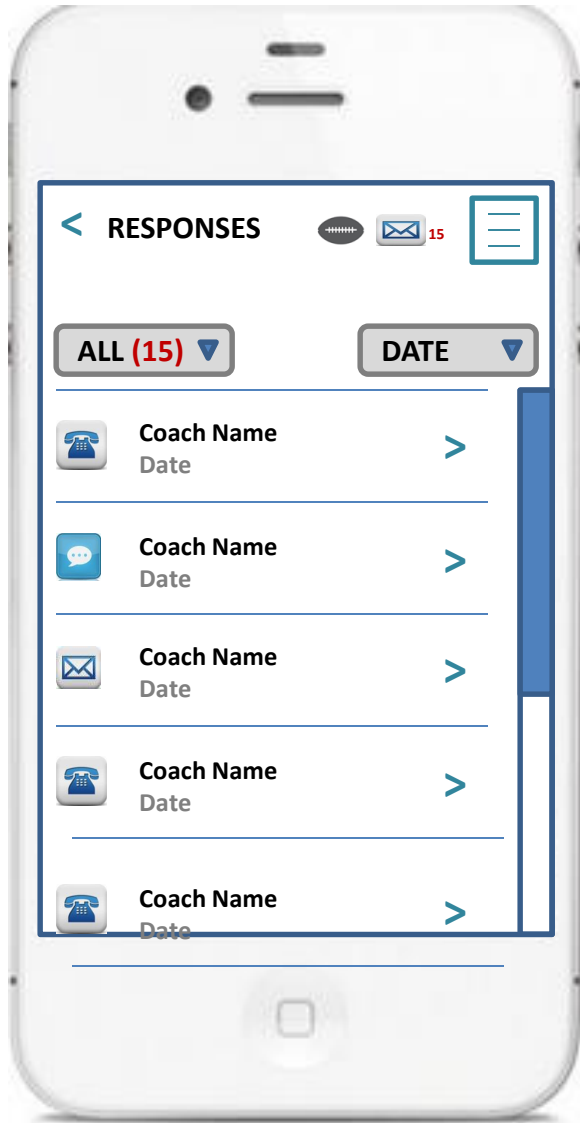 < RESPONSES 15
ALL (15) DATE
Coach Name
Date
>
Coach Name
Date
>
Coach Name
Date
>
Coach Name
Date
>
Coach Name
Date
>